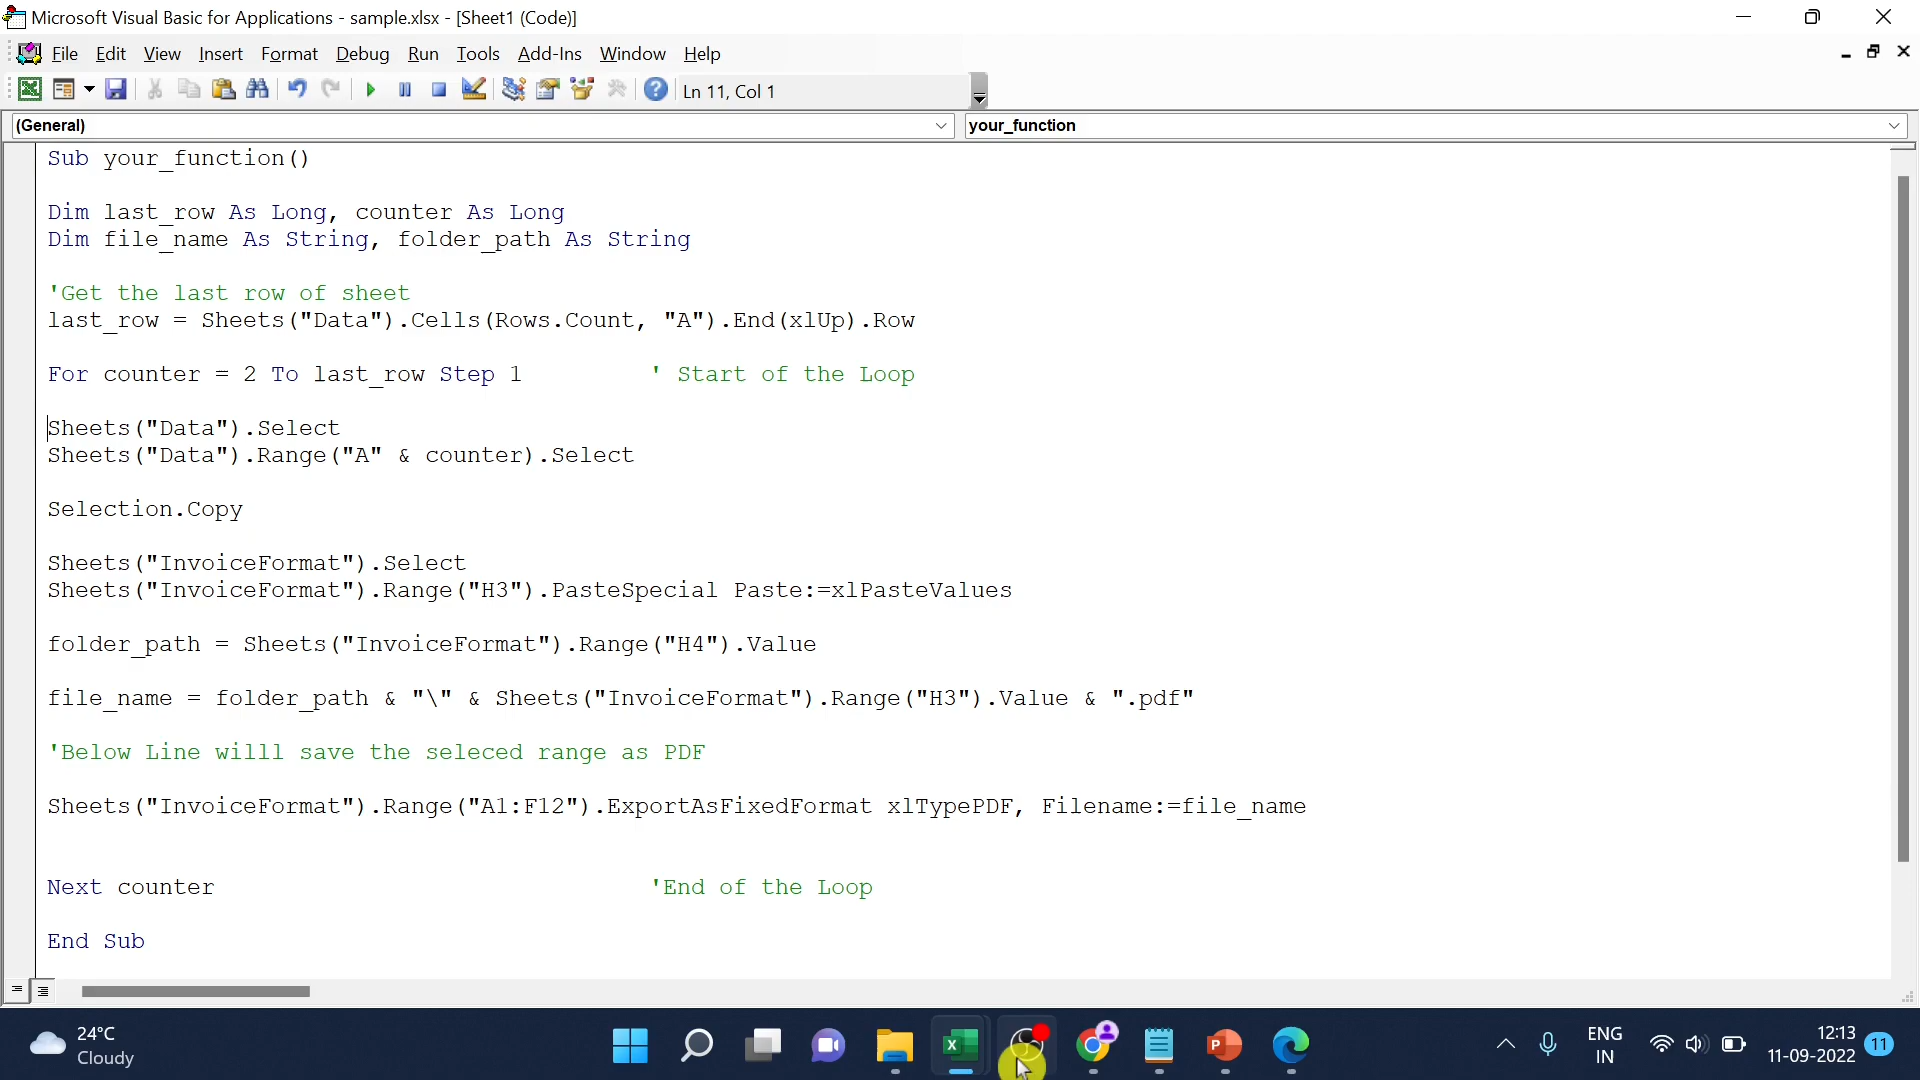 Microsoft Visual Basic for Applications - sample.xlsx - [Sheet1 (Code)]
File Edit View Insert Format Debug Run Tools Add-Ins Window Help
Ln 11, Col 1
(General)
your_function
Sub your_function()
Dim last_row As Long, counter As Long
Dim file_name As String, folder_path As String
'Get the last row of sheet
last_row = Sheets("Data").Cells(Rows.Count, "A").End(xlUp).Row
For counter = 2 To last_row Step 1 ' Start of the Loop
Sheets("Data").Select
Sheets("Data").Range("A" & counter).Select
Selection.Copy
Sheets("InvoiceFormat").Select
Sheets("InvoiceFormat").Range("H3").PasteSpecial Paste:=xlPasteValues
folder_path = Sheets("InvoiceFormat").Range("H4").Value
file_name = folder_path & "\" & Sheets("InvoiceFormat").Range("H3").Value & ".pdf"
'Below Line willl save the seleced range as PDF
Sheets("InvoiceFormat").Range("A1:F12").ExportAsFixedFormat xlTypePDF, Filename:=file_name
Next counter 'End of the Loop
End Sub
24°C
Cloudy
ENG
IN
12:13
11-09-2022
11